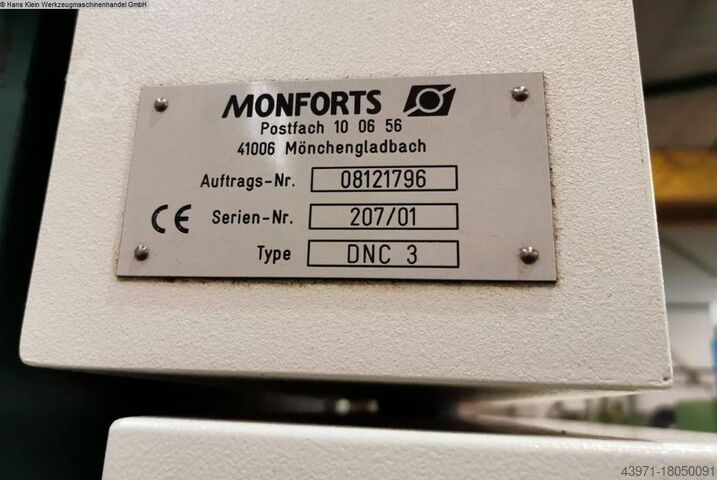 © Hans Klein Werkzeugmaschinenhandel GmbH
MONFORTS
Postfach 10 06 56
41006 Mönchengladbach
Auftrags-Nr. 08121796
CE Serien-Nr. 207/01
Type DNC 3
43971-18050091